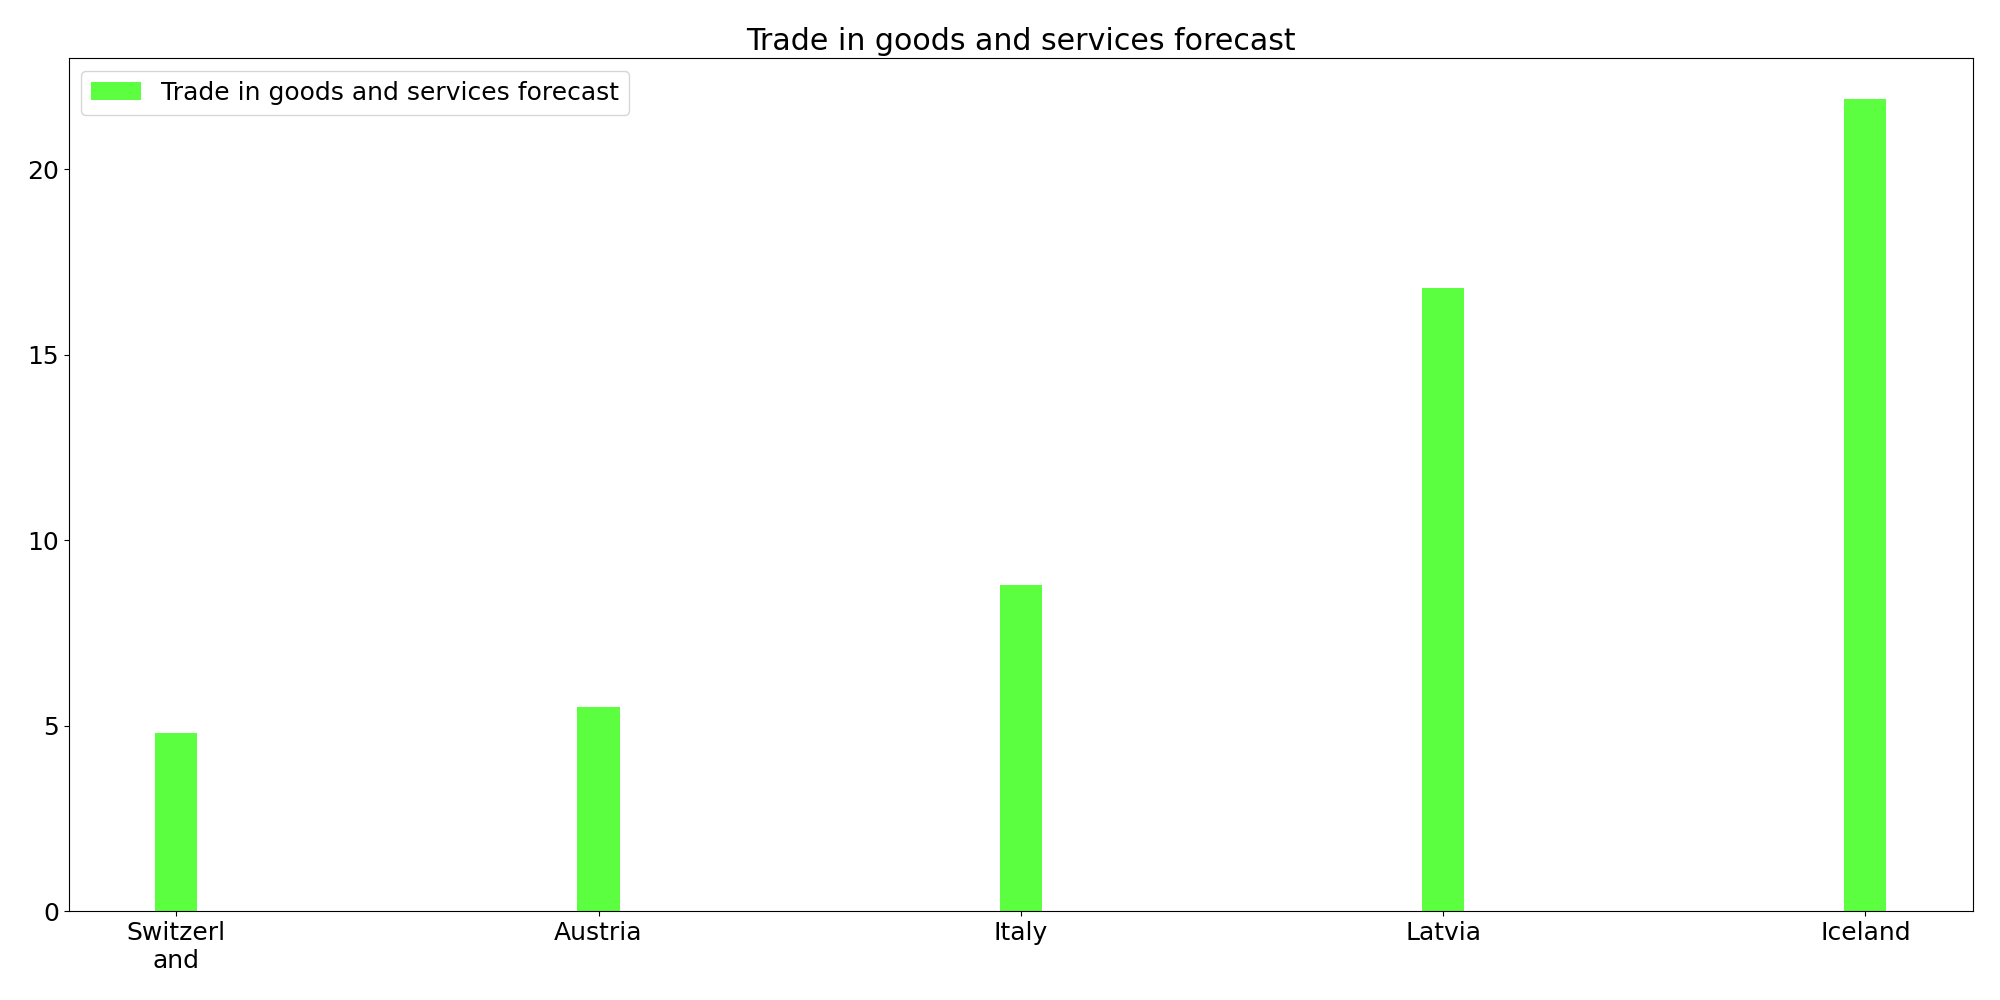 Trade in goods and services forecast
Trade in goods and services forecast
20
15
10
5
0
Switzerl
and
Austria
Italy
Latvia
Iceland